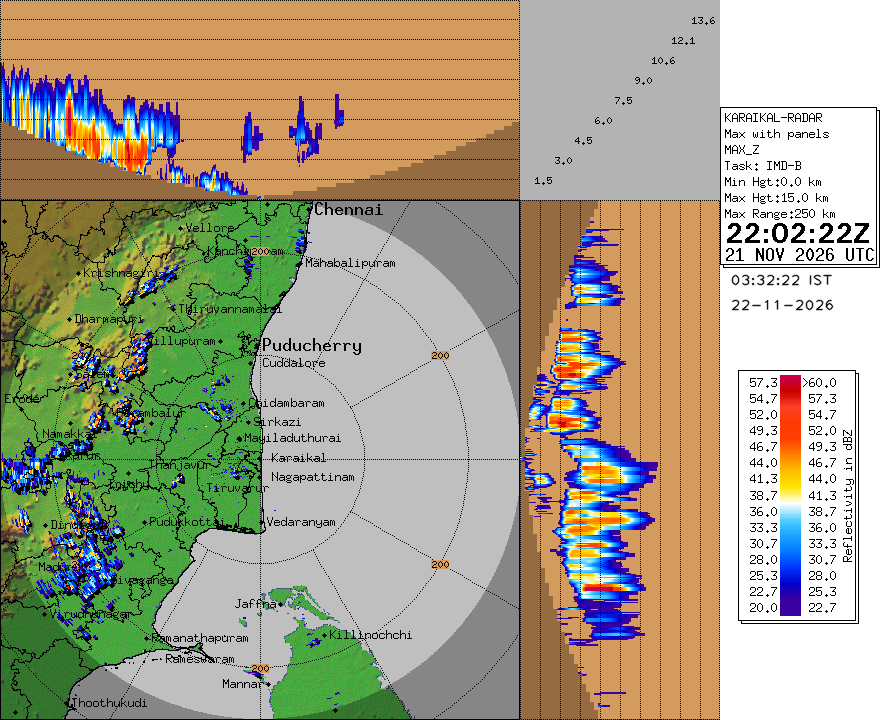 13.6
12.1
10.6
9.0
7.5
6.0
4.5
3.0
1.5
KARAIKAL-RADAR
Max with panels
MAX_Z
Task: IMD-B
Min Hgt:0.0 km
Max Hgt:15.0 km
Max Range:250 km
22:02:22Z
21 NOV 2026 UTC
03:32:22 IST
22-11-2026
57.3 >60.0
54.7 57.3
52.0 54.7
49.3 52.0
46.7 49.3
44.0 46.7
41.3 44.0
38.7 41.3
36.0 38.7
33.3 36.0
30.7 33.3
28.0 30.7
25.3 28.0
22.7 25.3
20.0 22.7
Reflectivity in dBZ
Chennai
Vellore
200
Mahabalipuram
Krishnagiri
Thiruvannamalai
Dharmapuri
Puducherry
200
Cuddalore
Chidambaram
Sirkazi
Mayiladuthurai
Namakkal
Karaikal
Thanjavur
Nagapattinam
Tiruvarur
Pudukkottai
Vedaranyam
200
Sivaganga
Jaffna
Virudhunagar
Killinochchi
Ramanathapuram
Rameswaram
200
Mannar
Thoothukudi